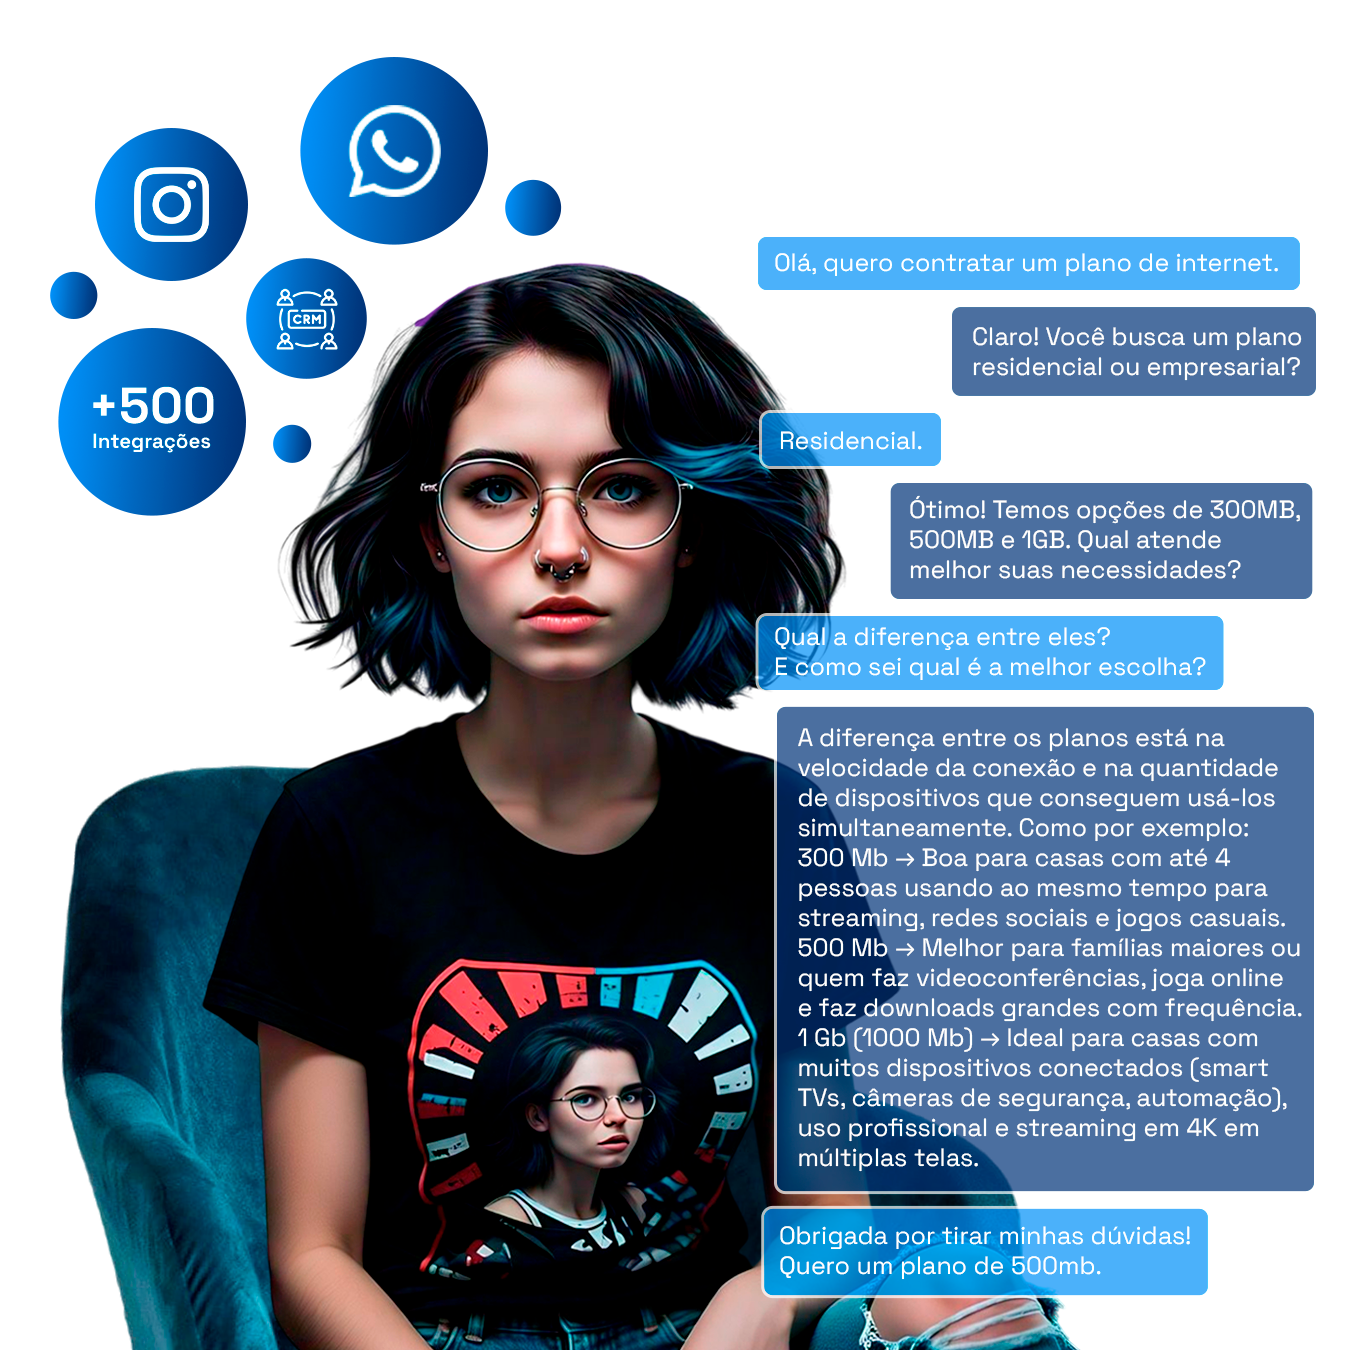 CRM
+500
Integrações
Olá, quero contratar um plano de internet.
Claro! Você busca um plano
residencial ou empresarial?
Residencial.
Ótimo! Temos opções de 300MB,
500MB e 1GB. Qual atende
melhor suas necessidades?
Qual a diferença entre eles?
E como sei qual é a melhor escolha?
A diferença entre os planos está na
velocidade da conexão e na quantidade
de dispositivos que conseguem usá-los
simultaneamente. Como por exemplo:
300 Mb → Boa para casas com até 4
pessoas usando ao mesmo tempo para
streaming, redes sociais e jogos casuais.
500 Mb → Melhor para famílias maiores ou
quem faz videoconferências, joga online
e faz downloads grandes com frequência.
1 Gb (1000 Mb) → Ideal para casas com
muitos dispositivos conectados (smart
TVs, câmeras de segurança, automação),
uso profissional e streaming em 4K em
múltiplas telas.
Obrigada por tirar minhas dúvidas!
Quero um plano de 500mb.